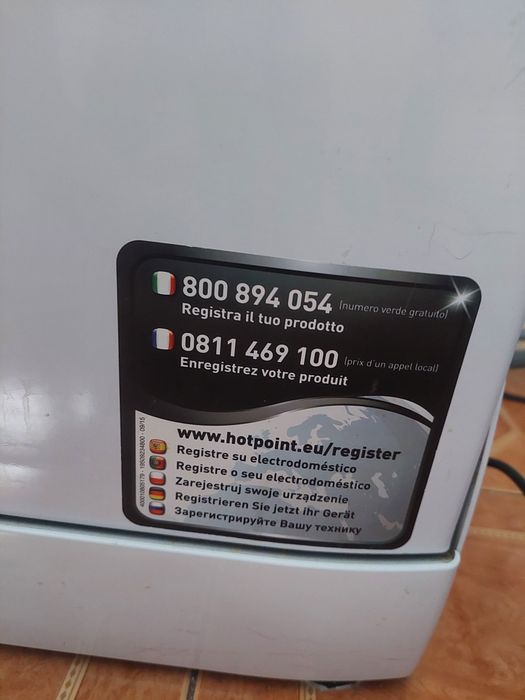 800 894 054 (numero verde gratuito)
Registra il tuo prodotto
0811 469 100 (prix d'un appel local)
Enregistrez votre produit
www.hotpoint.eu/register
Registre su electrodoméstico
Registre o seu electrodoméstico
Zarejestruj swoje urządzenie
Registrieren Sie jetzt ihr Gerät
Зарегистрируйте Вашу технику